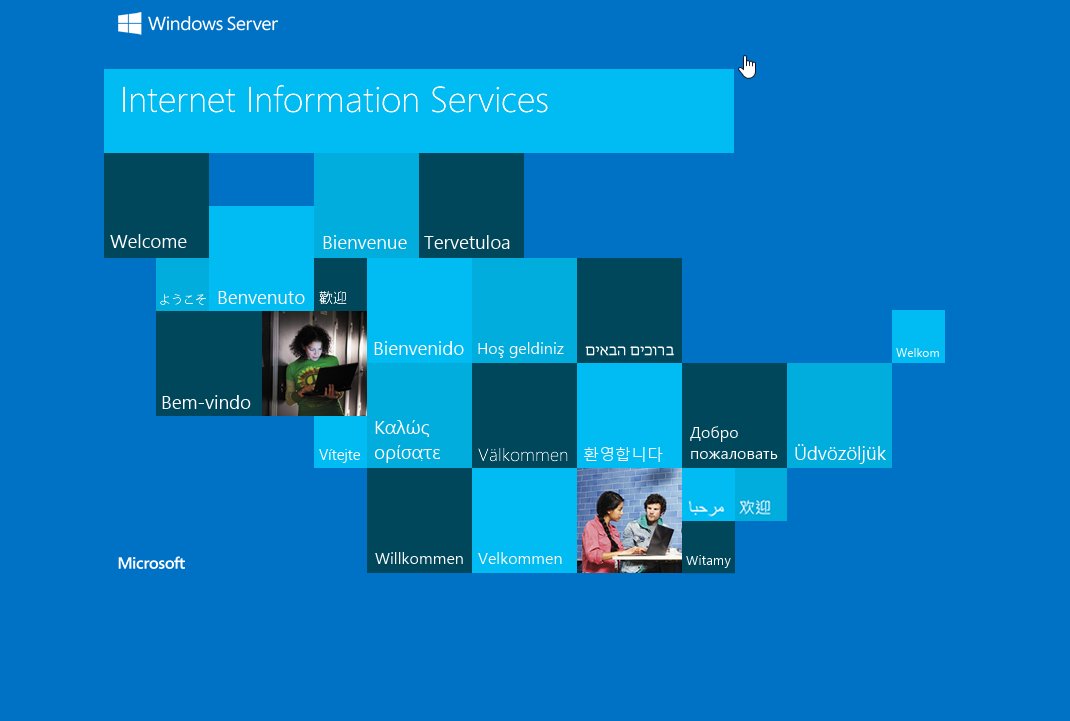 Windows Server
Internet Information Services
Welcome
Bienvenue
Tervetuloa
ようこそ
Benvenuto
歡迎
Bienvenido
Hoş geldiniz
ברוכים הבאים
Welkom
Bem-vindo
Vítejte
Καλώς
ορίσατε
Välkommen
환영합니다
Добро
пожаловать
Üdvözöljük
Willkommen
Velkommen
مرحبا
欢迎
Witamy
Microsoft